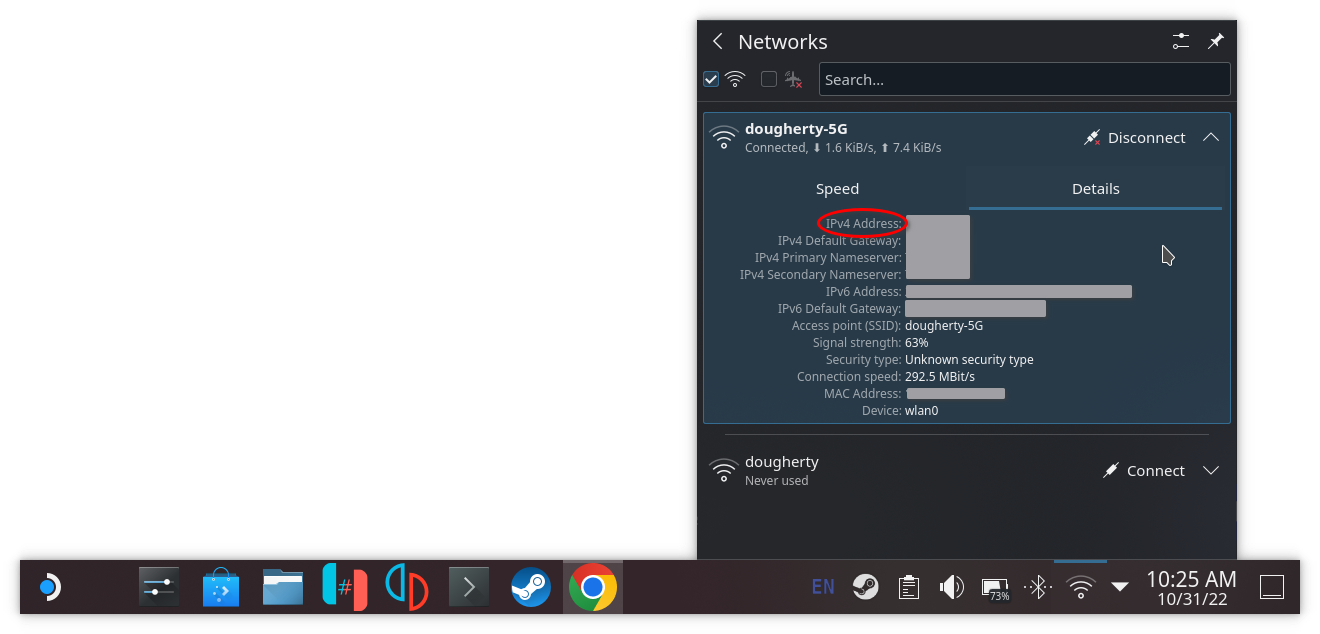 Networks
Search...
dougherty-5G
Connected, ⬇ 1.6 KiB/s, ⬆ 7.4 KiB/s
Disconnect
Speed
Details
IPv4 Address:
IPv4 Default Gateway:
IPv4 Primary Nameserver:
IPv4 Secondary Nameserver:
IPv6 Address:
IPv6 Default Gateway:
Access point (SSID): dougherty-5G
Signal strength: 63%
Security type: Unknown security type
Connection speed: 292.5 MBit/s
MAC Address:
Device: wlan0
dougherty
Never used
Connect
#
EN
73%
10:25 AM
10/31/22